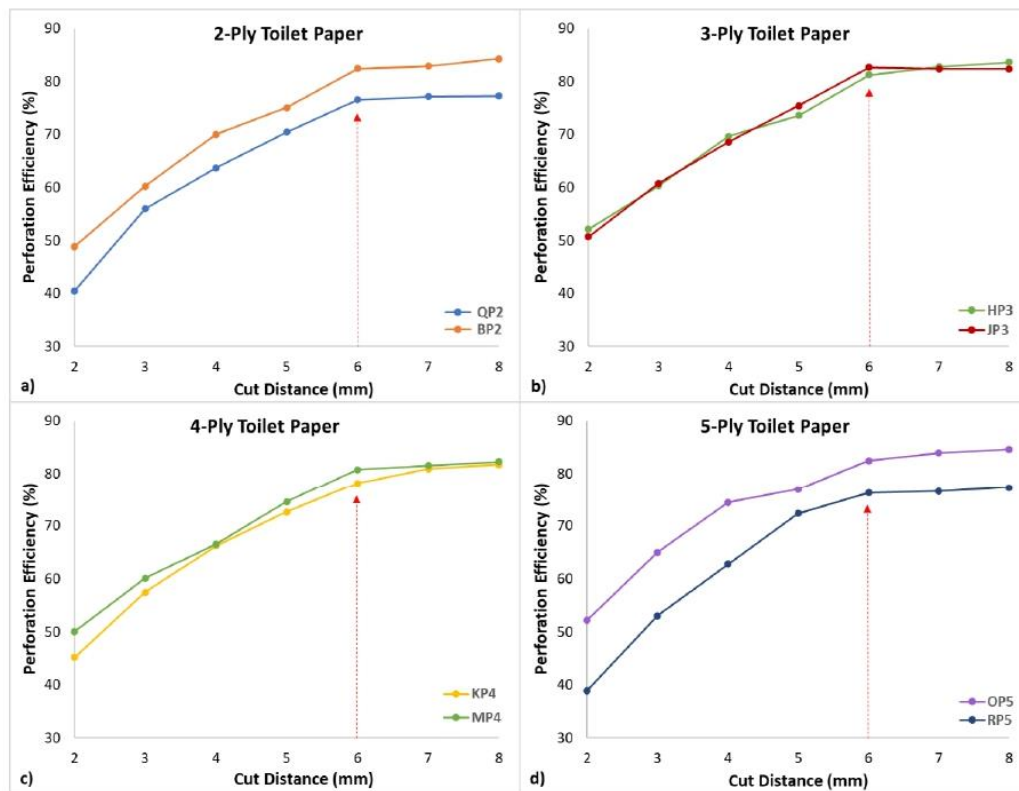 2-Ply Toilet Paper
90
80
70
60
50
40
30
Perforation Efficiency (%)
QP2
BP2
2 3 4 5 6 7 8
a)
Cut Distance (mm)
3-Ply Toilet Paper
90
80
70
60
50
40
30
Perforation Efficiency (%)
HP3
JP3
2 3 4 5 6 7 8
b)
Cut Distance (mm)
4-Ply Toilet Paper
90
80
70
60
50
40
30
Perforation Efficiency (%)
KP4
MP4
2 3 4 5 6 7 8
c)
Cut Distance (mm)
5-Ply Toilet Paper
90
80
70
60
50
40
30
Perforation Efficiency (%)
OP5
RP5
2 3 4 5 6 7 8
d)
Cut Distance (mm)